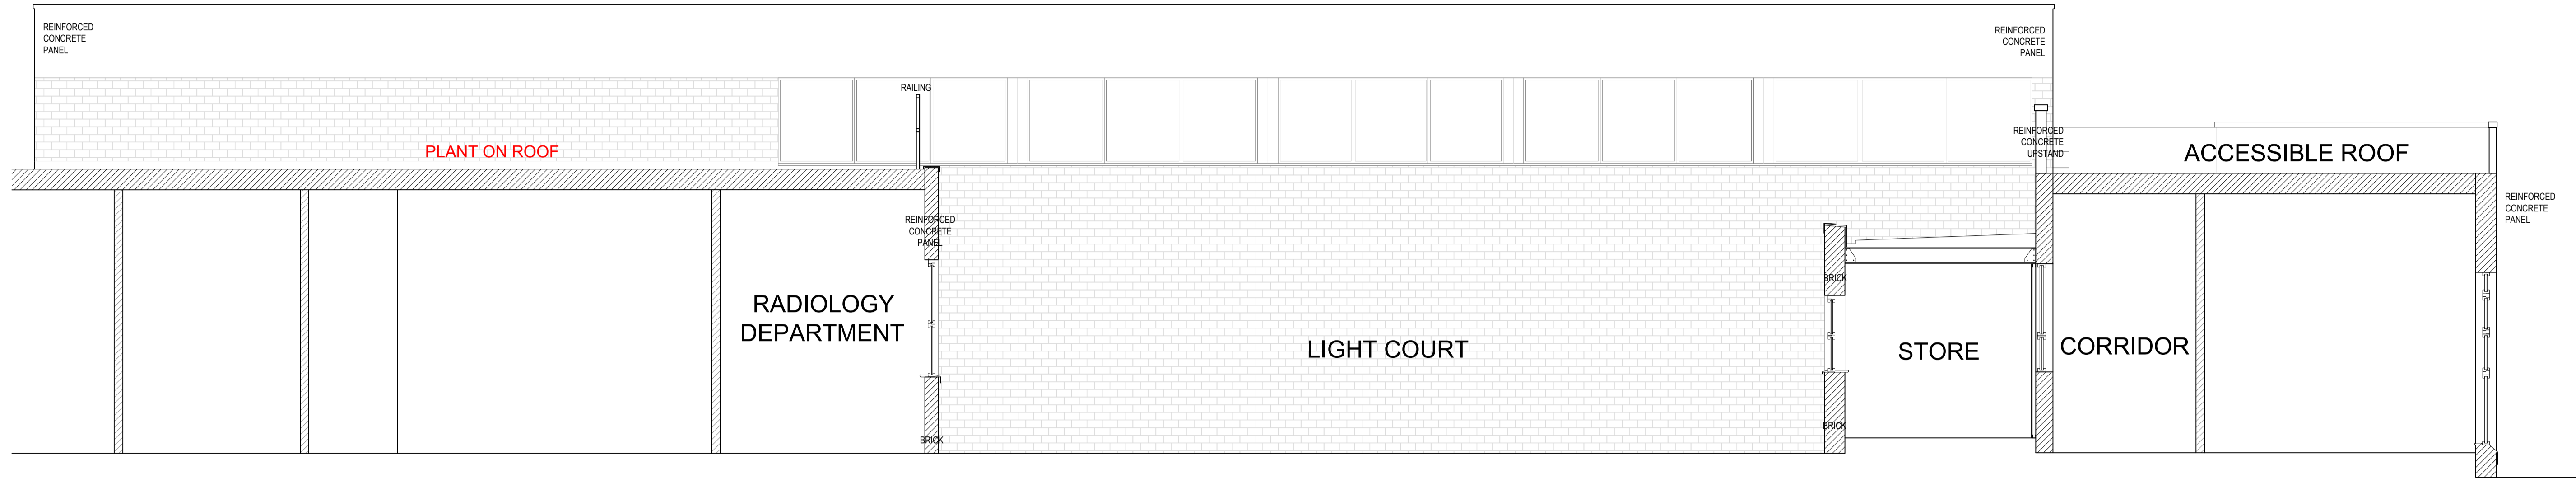 REINFORCED
CONCRETE
PANEL
REINFORCED
CONCRETE
PANEL
RAILING
PLANT ON ROOF
REINFORCED
CONCRETE
UPSTAND
ACCESSIBLE ROOF
REINFORCED
CONCRETE
PANEL
REINFORCED
CONCRETE
PANEL
RADIOLOGY
DEPARTMENT
BRICK
LIGHT COURT
STORE
CORRIDOR
BRICK
BRICK